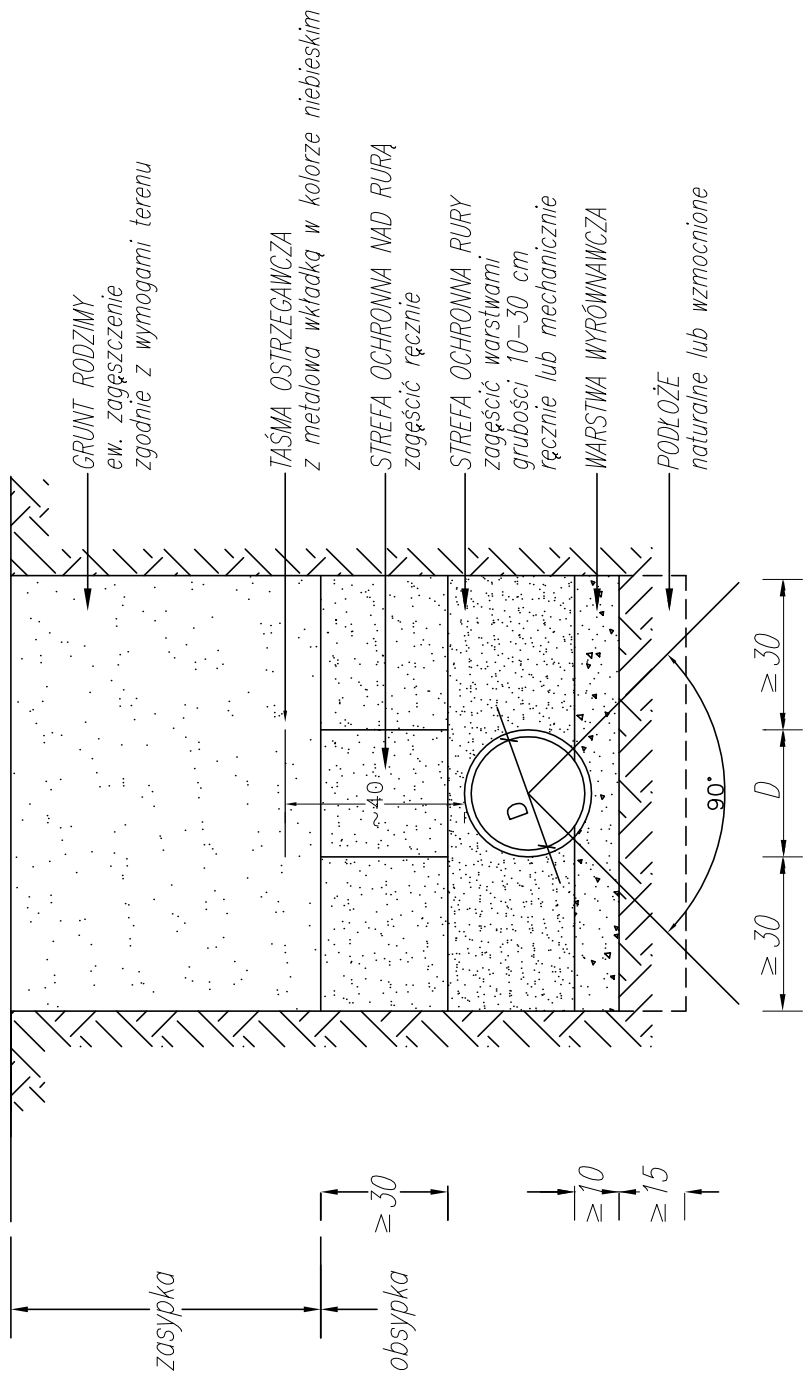 GRUNT RODZIMY
ew. zagęszczenie
zgodnie z wymogami terenu
TAŚMA OSTRZEGAWCZA
z metalowa wkładką w kolorze niebieskim
STREFA OCHRONNA NAD RURĄ
zagęścić ręcznie
STREFA OCHRONNA RURY
zagęścić warstwami
grubości 10-30 cm
ręcznie lub mechanicznie
WARSTWA WYRÓWNAWCZA
PODŁOŻE
naturalne lub wzmocnione
~40
D
90°
≥30
D
≥30
≥30
≥10
≥15
zasypka
obsypka